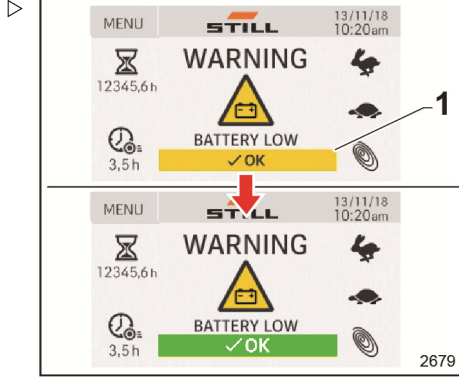 MENU STILL 13/11/18
10:20am
WARNING
12345,6h
BATTERY LOW
✓OK
3,5h
1
MENU STILL 13/11/18
10:20am
WARNING
12345,6h
BATTERY LOW
✓OK
3,5h
2679